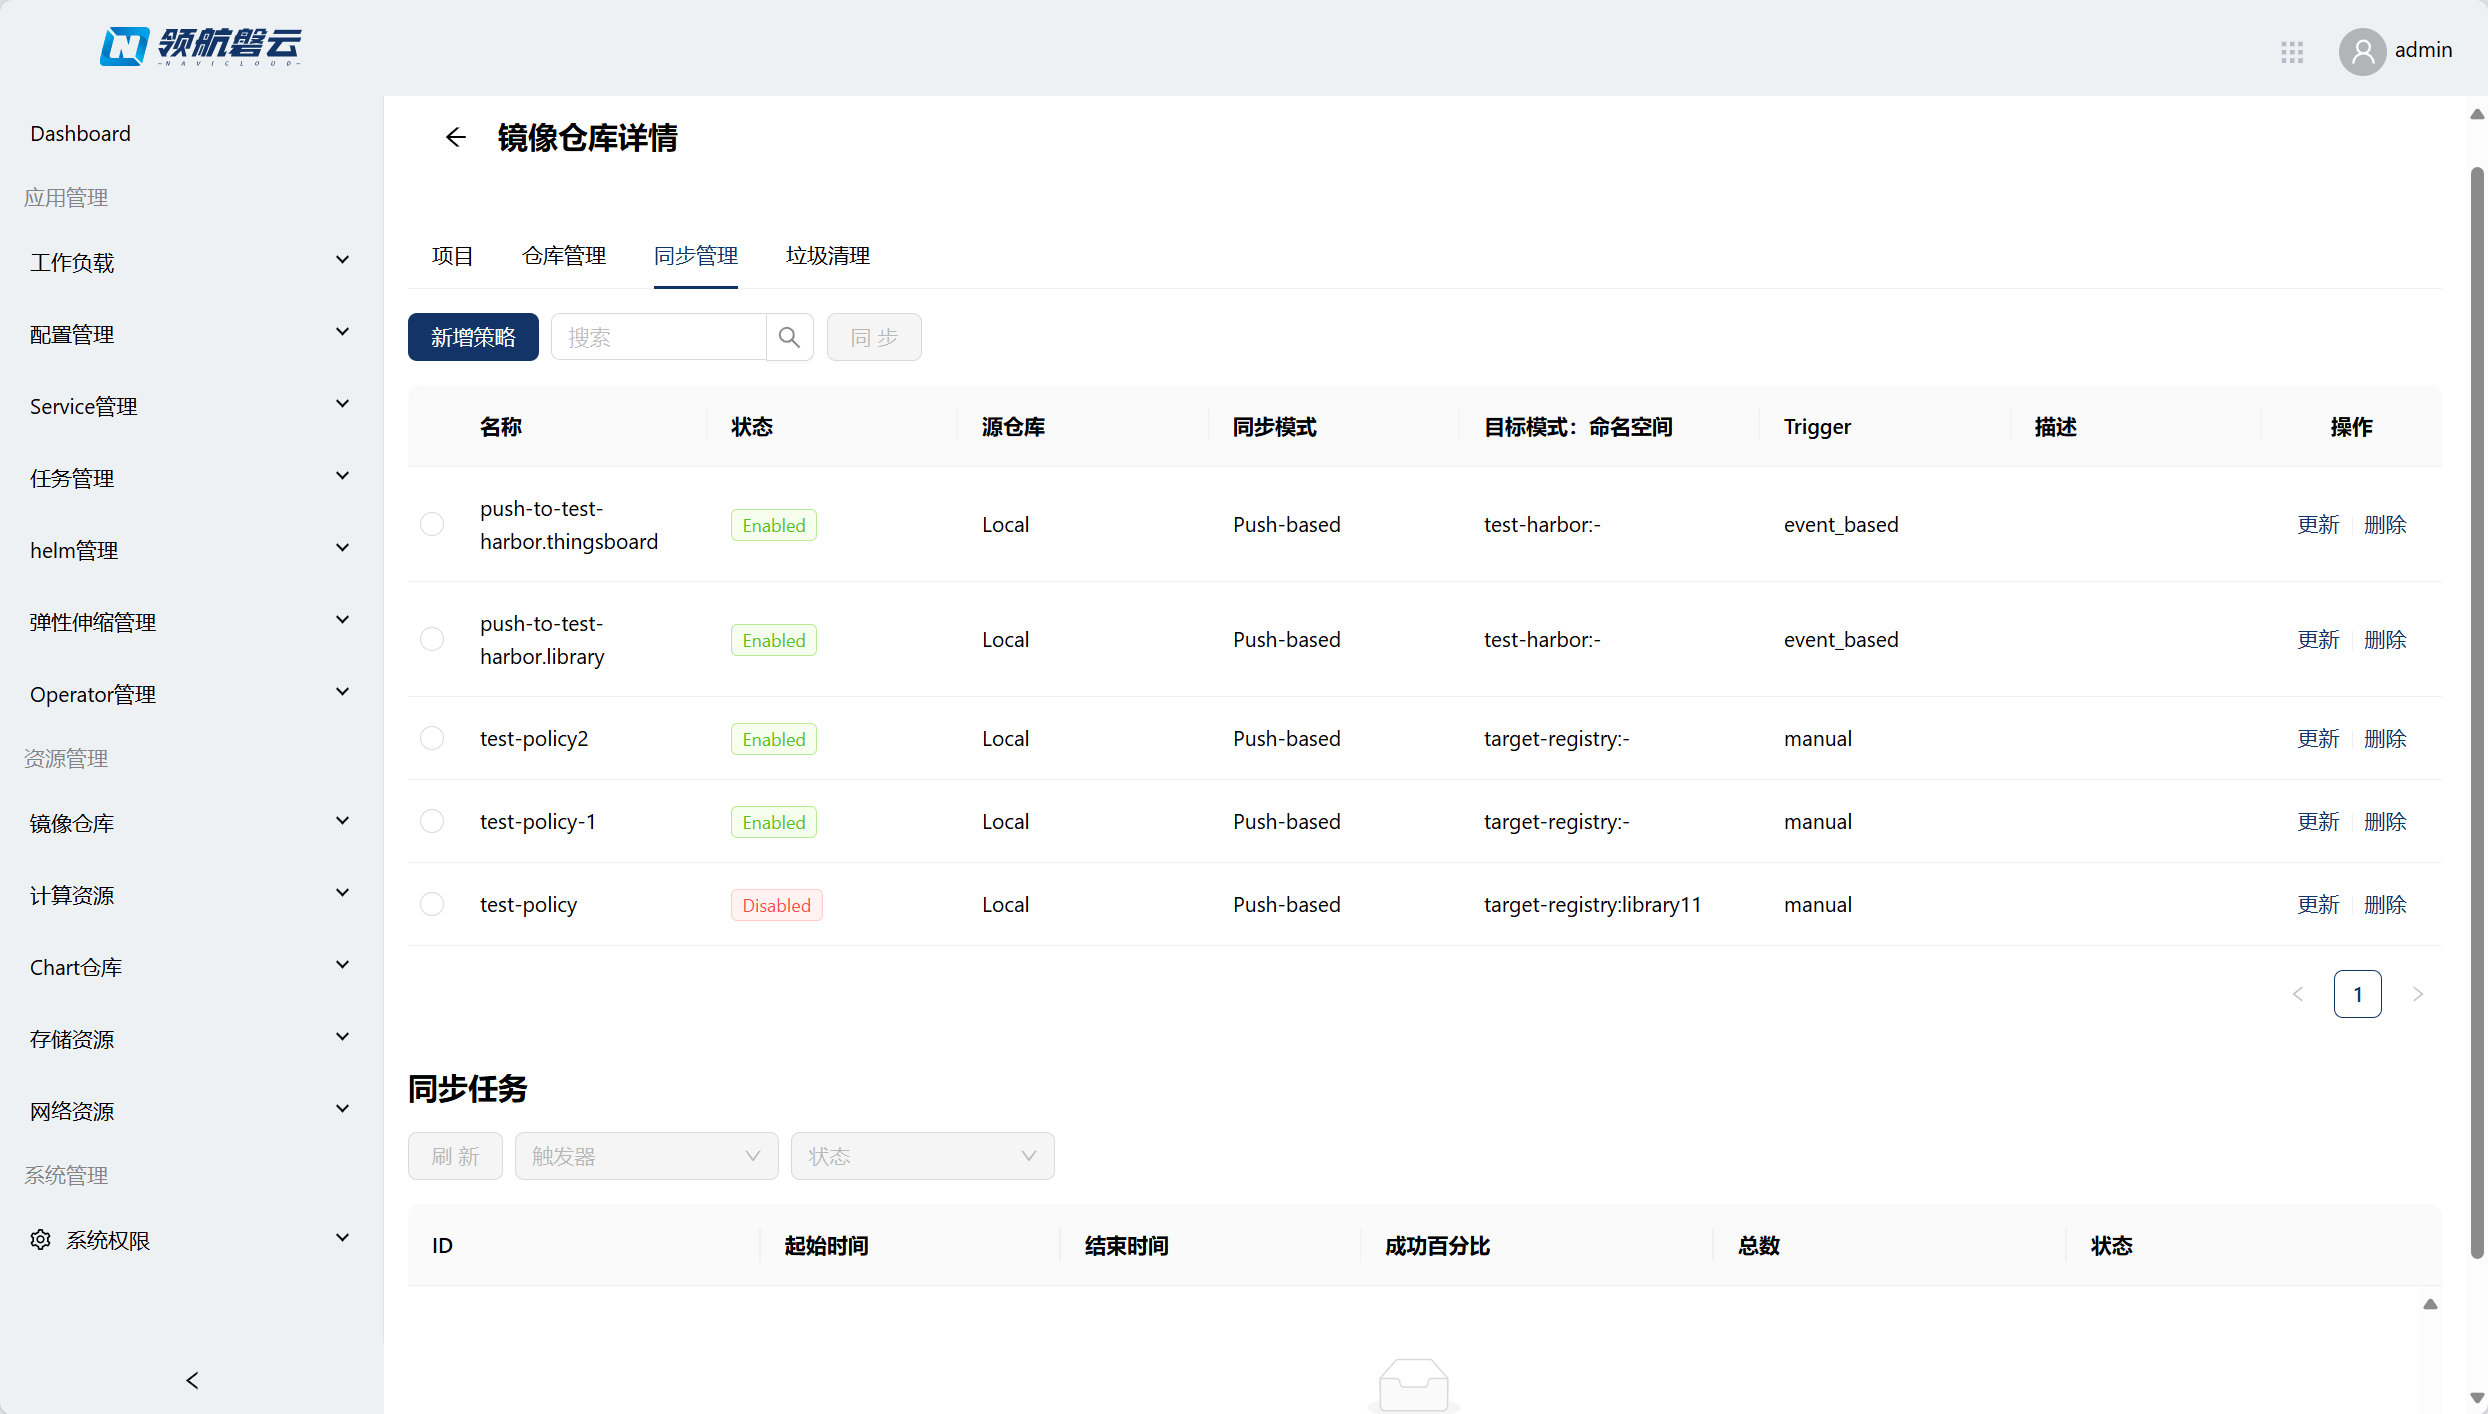 领航磐云
-NAVICLOUD-
admin
Dashboard
应用管理
工作负载
配置管理
Service管理
任务管理
helm管理
弹性伸缩管理
Operator管理
资源管理
镜像仓库
计算资源
Chart仓库
存储资源
网络资源
系统管理
系统权限
镜像仓库详情
项目 仓库管理 同步管理 垃圾清理
新增策略 搜索 同 步
名称 状态 源仓库 同步模式 目标模式：命名空间 Trigger 描述 操作
push-to-test-
harbor.thingsboard Enabled Local Push-based test-harbor:- event_based 更新 删除
push-to-test-
harbor.library Enabled Local Push-based test-harbor:- event_based 更新 删除
test-policy2 Enabled Local Push-based target-registry:- manual 更新 删除
test-policy-1 Enabled Local Push-based target-registry:- manual 更新 删除
test-policy Disabled Local Push-based target-registry:library11 manual 更新 删除
1
同步任务
刷 新 触发器 状态
ID 起始时间 结束时间 成功百分比 总数 状态